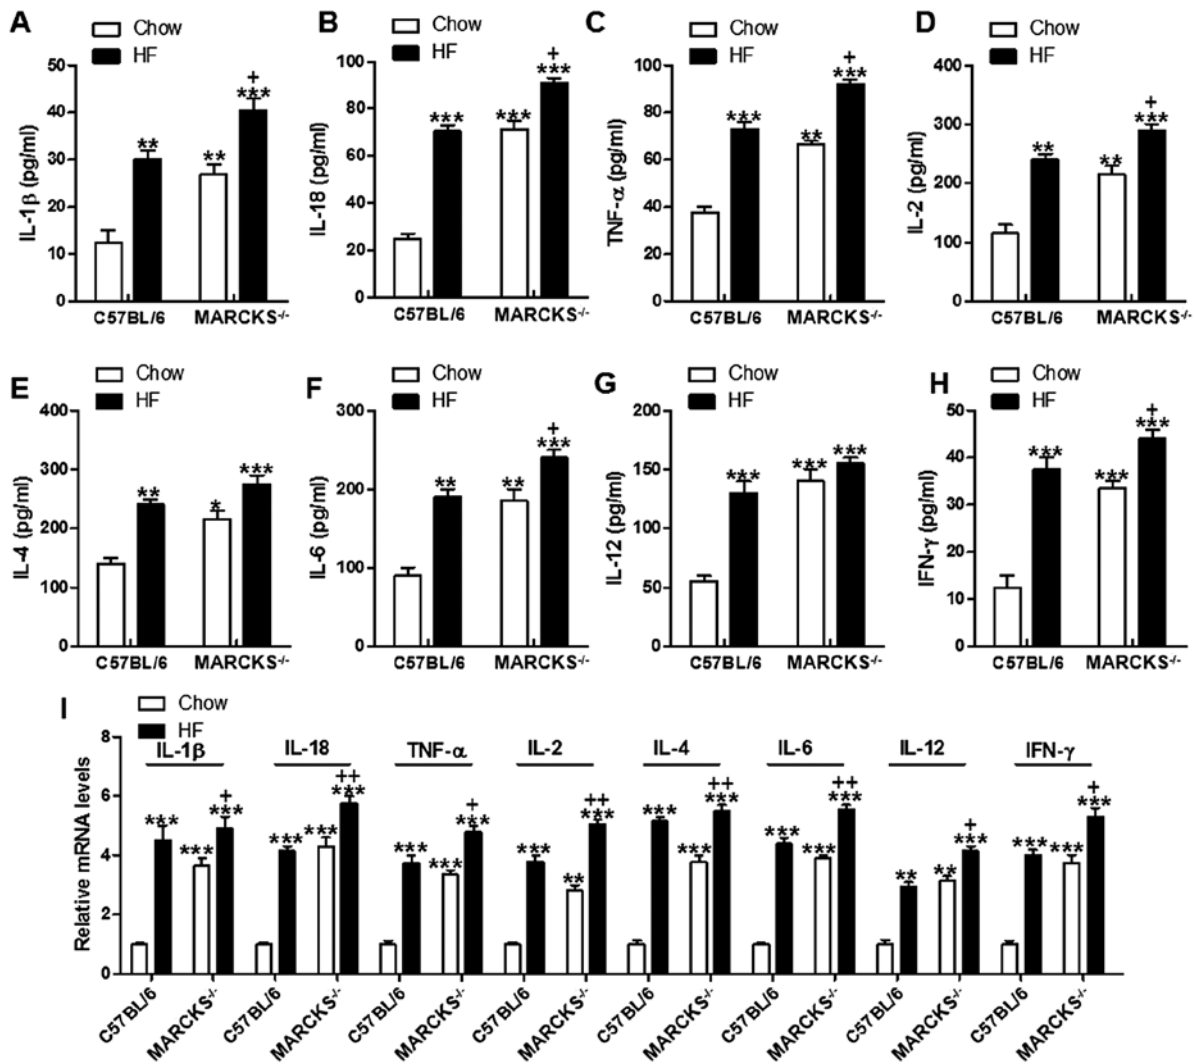 A
Chow
HF
IL-1β (pg/ml)
50
40
30
20
10
0
+
***
**
**
C57BL/6
MARCKS-/-
B
Chow
HF
IL-18 (pg/ml)
100
80
60
40
20
0
+
***
***
***
C57BL/6
MARCKS-/-
C
Chow
HF
TNF-α (pg/ml)
100
80
60
40
20
0
+
***
***
**
C57BL/6
MARCKS-/-
D
Chow
HF
IL-2 (pg/ml)
400
300
200
100
0
+
***
**
**
C57BL/6
MARCKS-/-
E
Chow
HF
IL-4 (pg/ml)
400
300
200
100
0
***
**
*
C57BL/6
MARCKS-/-
F
Chow
HF
IL-6 (pg/ml)
300
200
100
0
+
***
**
**
C57BL/6
MARCKS-/-
G
Chow
HF
IL-12 (pg/ml)
200
150
100
50
0
***
***
***
C57BL/6
MARCKS-/-
H
Chow
HF
IFN-γ (pg/ml)
50
40
30
20
10
0
+
***
***
***
C57BL/6
MARCKS-/-
I
Chow
HF
Relative mRNA levels
8
6
4
2
0
IL-1β
IL-18
TNF-α
IL-2
IL-4
IL-6
IL-12
IFN-γ
*** *** + ***
*** *** ++ ***
*** *** + ***
*** ** ++ ***
*** *** ++ ***
*** *** ++ ***
** ** + ***
*** *** + ***
C57BL/6
MARCKS-/-
C57BL/6
MARCKS-/-
C57BL/6
MARCKS-/-
C57BL/6
MARCKS-/-
C57BL/6
MARCKS-/-
C57BL/6
MARCKS-/-
C57BL/6
MARCKS-/-
C57BL/6
MARCKS-/-